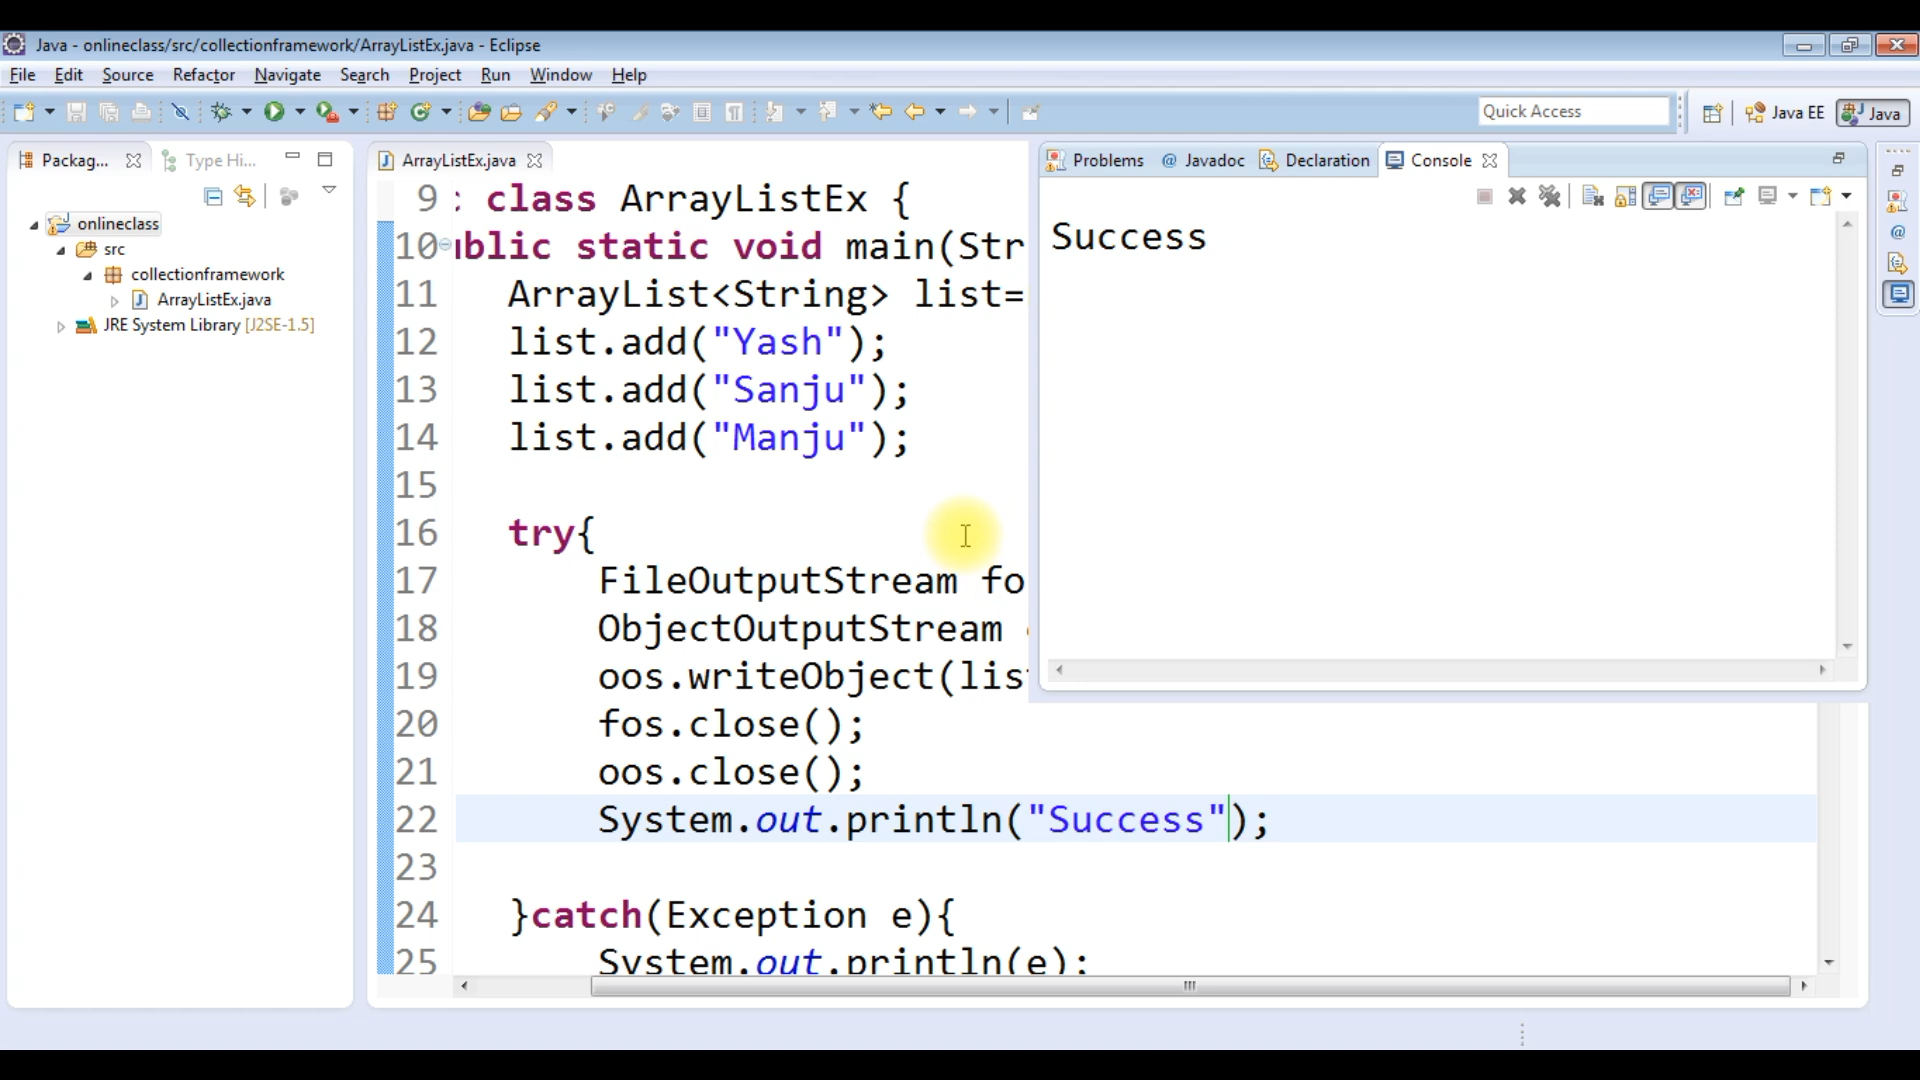 Java - onlineclass/src/collectionframework/ArrayListEx.java - Eclipse
File Edit Source Refactor Navigate Search Project Run Window Help
Quick Access
Java EE
Java
Packag...
Type Hi...
onlineclass
src
collectionframework
ArrayListEx.java
JRE System Library [J2SE-1.5]
ArrayListEx.java
9 : class ArrayListEx {
10 ublic static void main(Str
11 ArrayList<String> list=
12 list.add("Yash");
13 list.add("Sanju");
14 list.add("Manju");
15
16 try{
17 FileOutputStream fo
18 ObjectOutputStream
19 oos.writeObject(lis
20 fos.close();
21 oos.close();
22 System.out.println("Success");
23
24 }catch(Exception e){
25 System.out.println(e);
Problems @ Javadoc Declaration Console
Success